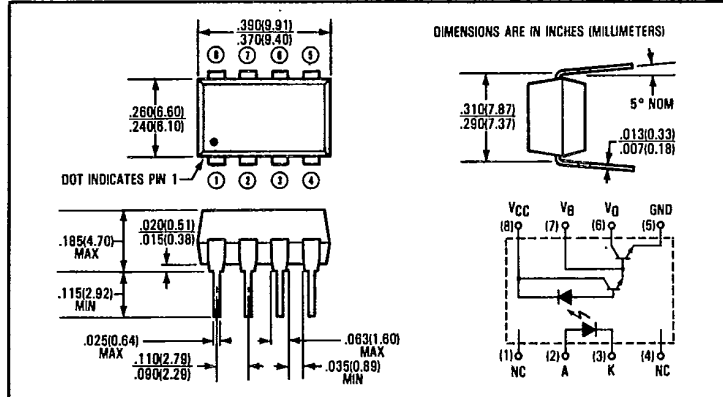 .390(9.91)
.370(9.40)
DIMENSIONS ARE IN INCHES (MILLIMETERS)
8 7 6 5
.260(6.60)
.240(6.10)
.310(7.87)
.290(7.37)
5° NOM
.013(0.33)
.007(0.18)
DOT INDICATES PIN 1
1 2 3 4
.020(0.51)
.015(0.38)
.185(4.70)
MAX
.115(2.92)
MIN
.025(0.64)
MAX
.110(2.79)
.090(2.29)
.063(1.60)
MAX
.035(0.89)
MIN
VCC VB VO GND
(8) (7) (6) (5)
(1) (2) (3) (4)
NC A K NC